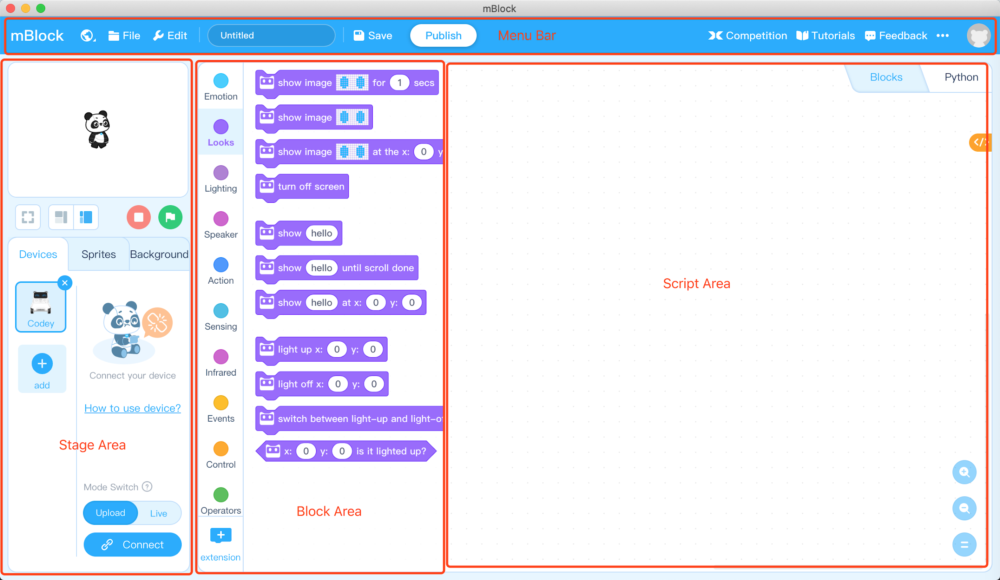 mBlock
mBlock File Edit Untitled Save Publish Menu Bar Competition Tutorials Feedback
Devices Sprites Background
Codey
add
Connect your device
How to use device?
Stage Area
Mode Switch ?
Upload Live
Connect
Emotion
Looks
Lighting
Speaker
Action
Sensing
Infrared
Events
Control
Operators
extension
show image for 1 secs
show image
show image at the x: 0 y
turn off screen
show hello
show hello until scroll done
show hello at x: 0 y: 0
light up x: 0 y: 0
light off x: 0 y: 0
switch between light-up and light-of
x: 0 y: 0 is it lighted up?
Block Area
Blocks Python
</>
Script Area